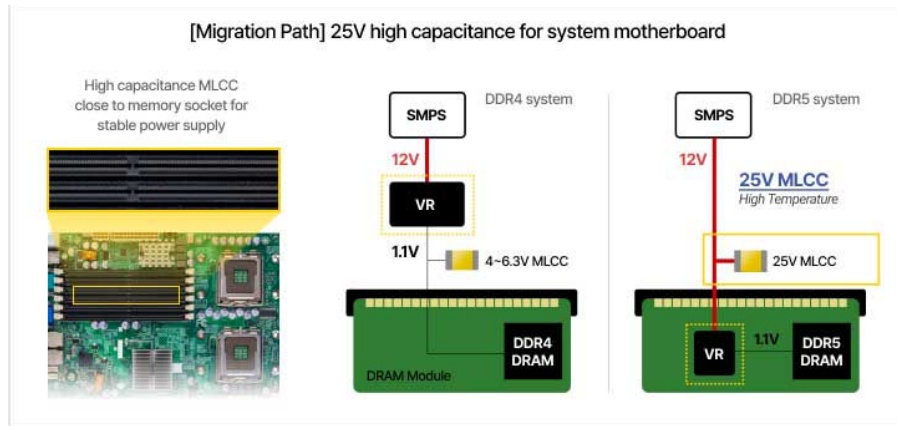 [Migration Path] 25V high capacitance for system motherboard
High capacitance MLCC
close to memory socket for
stable power supply
SMPS
DDR4 system
12V
VR
1.1V
4~6.3V MLCC
DDR4
DRAM
DRAM Module
SMPS
DDR5 system
12V
25V MLCC
High Temperature
25V MLCC
VR
1.1V
DDR5
DRAM